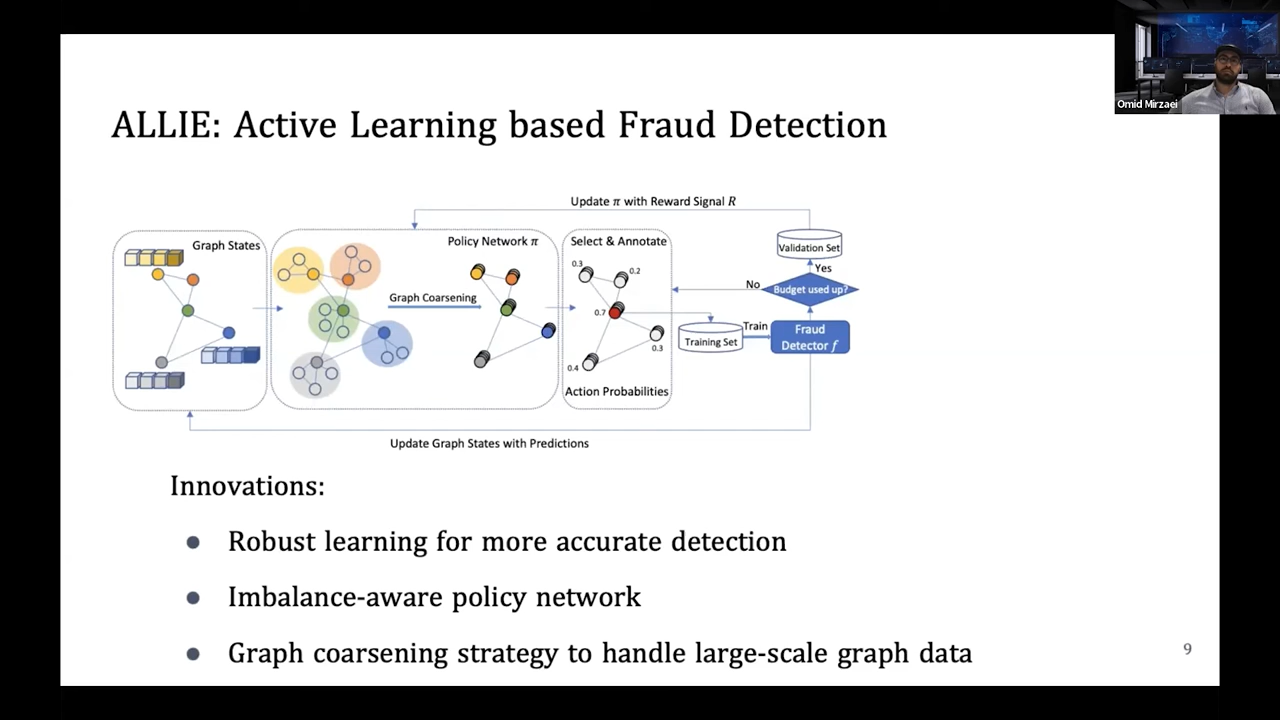 Omid Mirzaei
ALLIE: Active Learning based Fraud Detection
Update π with Reward Signal R
Graph States
Policy Network π
Select & Annotate
Validation Set
0.3
0.2
Yes
No
Budget used up?
Graph Coarsening
0.7
Training Set
Train
Fraud
Detector f
0.3
0.4
Action Probabilities
Update Graph States with Predictions
Innovations:
● Robust learning for more accurate detection
● Imbalance-aware policy network
● Graph coarsening strategy to handle large-scale graph data
9